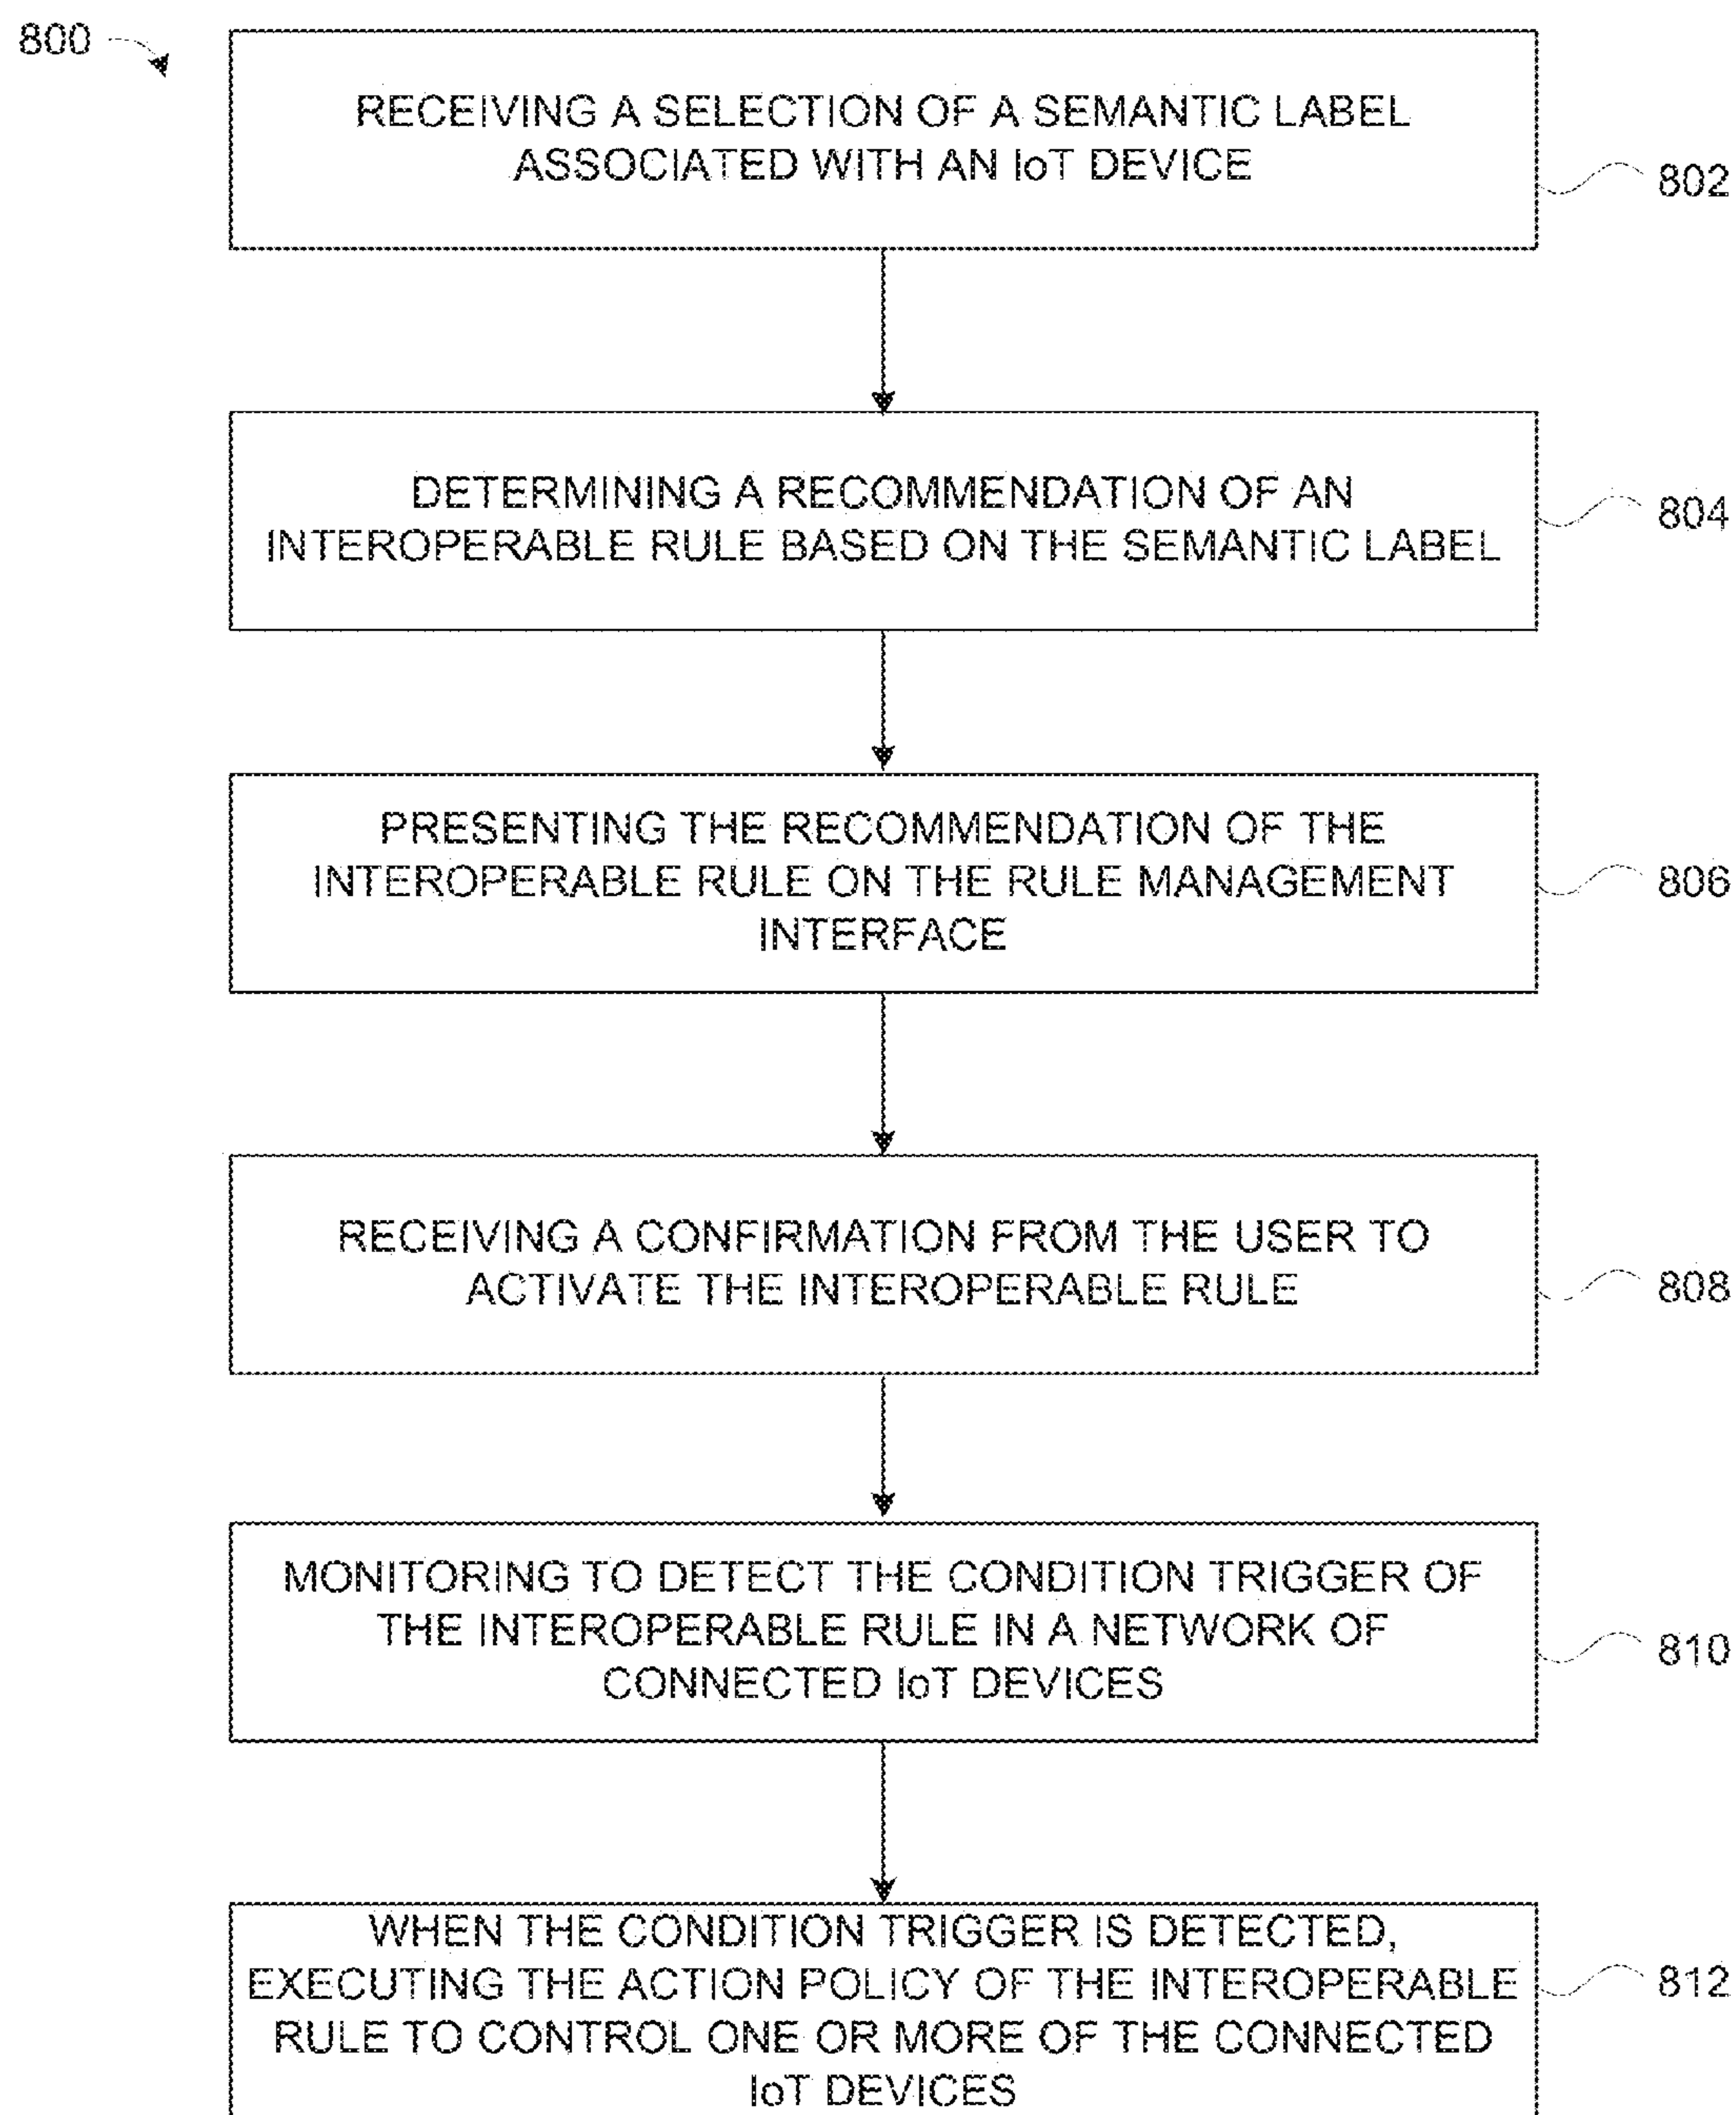 800
RECEIVING A SELECTION OF A SEMANTIC LABEL
ASSOCIATED WITH AN IoT DEVICE
802
DETERMINING A RECOMMENDATION OF AN
INTEROPERABLE RULE BASED ON THE SEMANTIC LABEL
804
PRESENTING THE RECOMMENDATION OF THE
INTEROPERABLE RULE ON THE RULE MANAGEMENT
INTERFACE
806
RECEIVING A CONFIRMATION FROM THE USER TO
ACTIVATE THE INTEROPERABLE RULE
808
MONITORING TO DETECT THE CONDITION TRIGGER OF
THE INTEROPERABLE RULE IN A NETWORK OF
CONNECTED IoT DEVICES
810
WHEN THE CONDITION TRIGGER IS DETECTED,
EXECUTING THE ACTION POLICY OF THE INTEROPERABLE
RULE TO CONTROL ONE OR MORE OF THE CONNECTED
IoT DEVICES
812